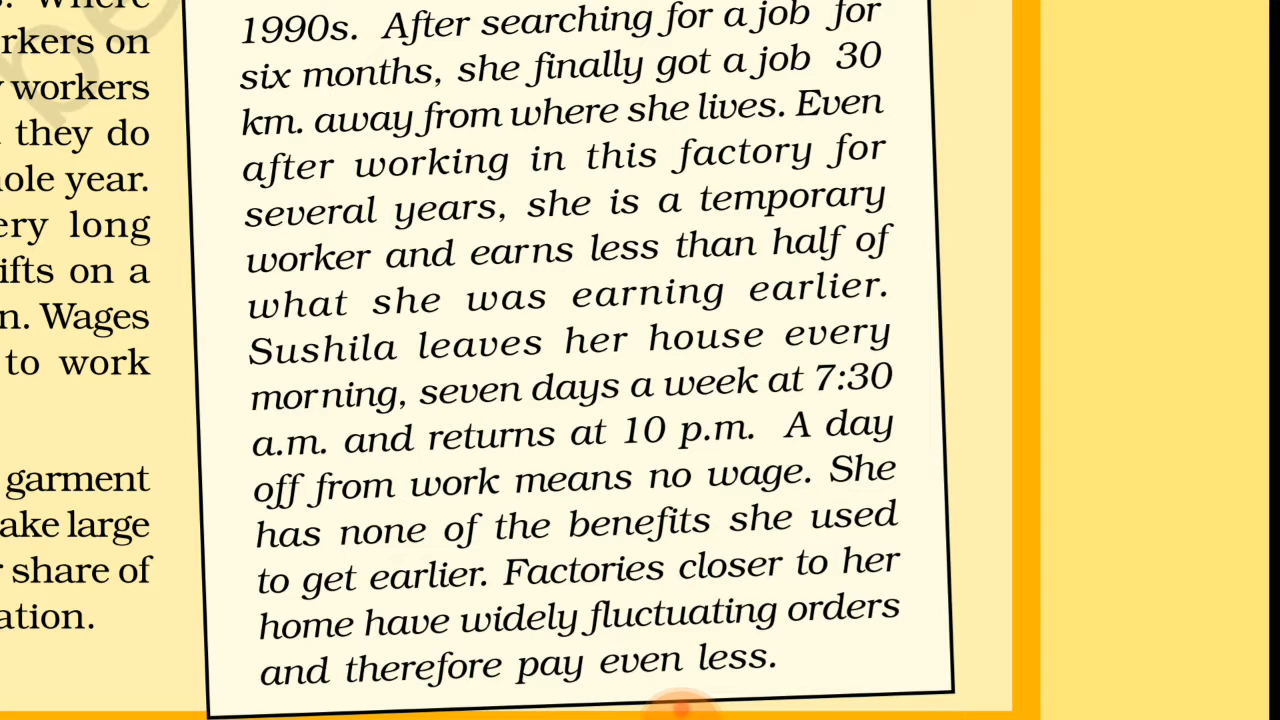 s. Where
rkers on
workers
they do
ole year.
ery long
ifts on a
n. Wages
to work
garment
ake large
share of
ation.
1990s. After searching for a job for
six months, she finally got a job 30
km. away from where she lives. Even
after working in this factory for
several years, she is a temporary
worker and earns less than half of
what she was earning earlier.
Sushila leaves her house every
morning, seven days a week at 7:30
a.m. and returns at 10 p.m. A day
off from work means no wage. She
has none of the benefits she used
to get earlier. Factories closer to her
home have widely fluctuating orders
and therefore pay even less.